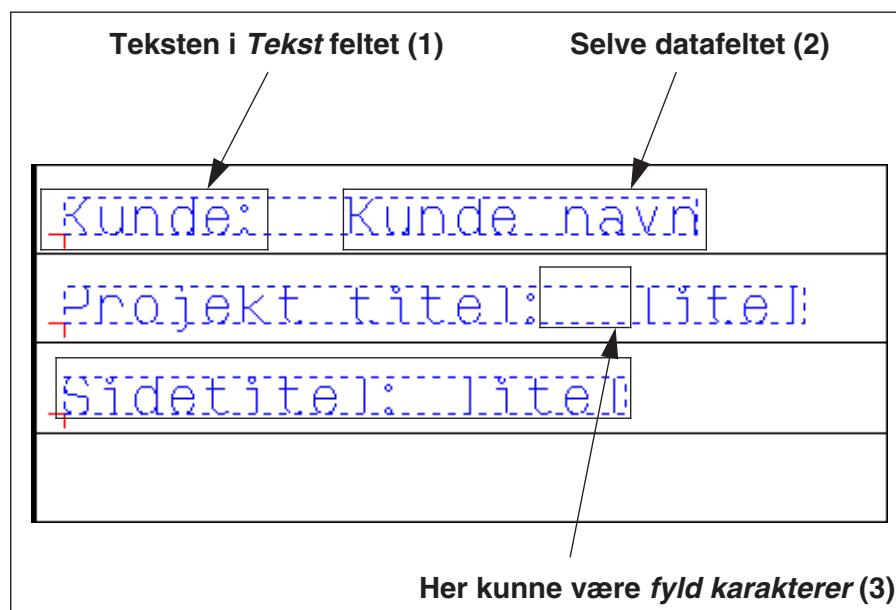 Teksten i Tekst feltet (1) Selve datafeltet (2)
Kunde: Kunde navn
Projekt titel: Titel
Sidetitel: Titel
Her kunne være fyld karakterer (3)